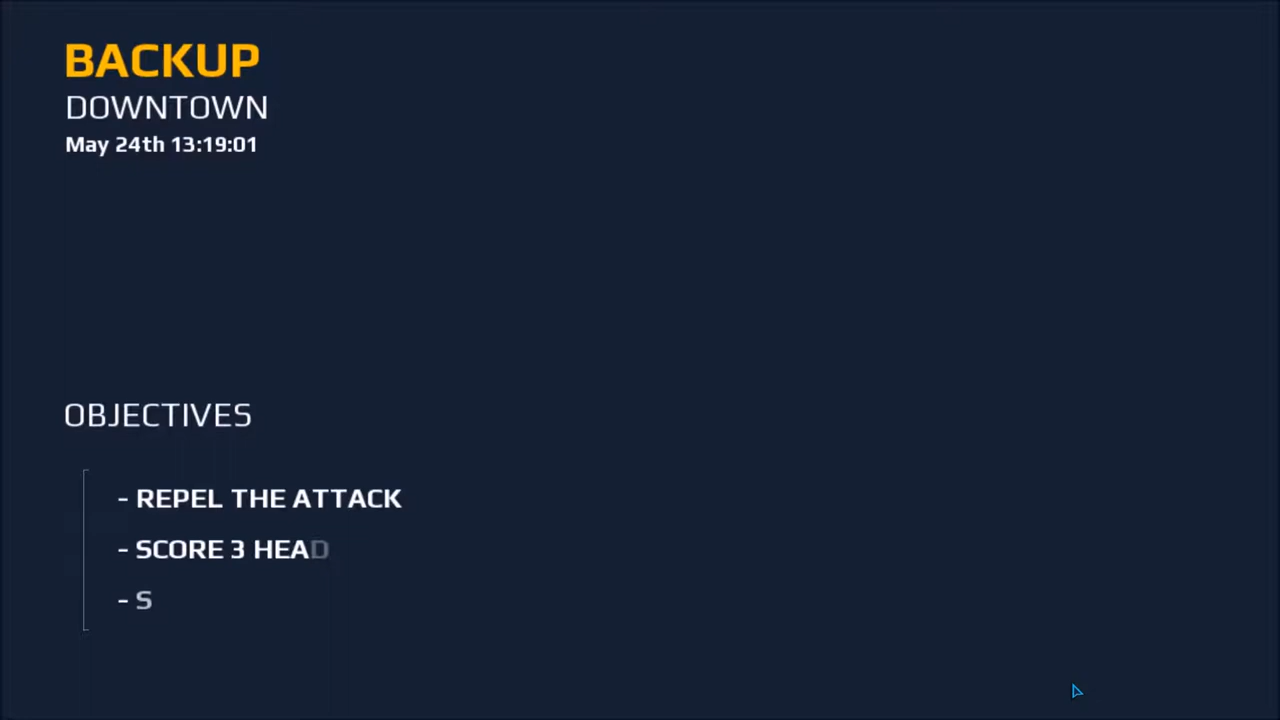 BACKUP
DOWNTOWN
May 24th 13:19:01
OBJECTIVES
- REPEL THE ATTACK
- SCORE 3 HEAD
- S